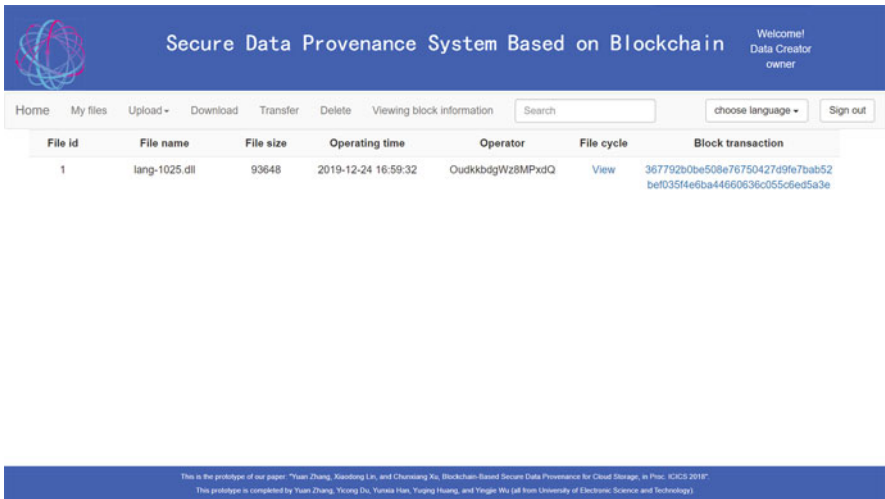 Secure Data Provenance System Based on Blockchain
Welcome!
Data Creator
owner
Home My files Upload Download Transfer Delete Viewing block information Search choose language Sign out
File id File name File size Operating time Operator File cycle Block transaction
1 lang-1025.dll 93648 2019-12-24 16:59:32 OudkkbdgWz8MPxdQ View 367792b0be508e76750427d9fe7bab52
bef035f4e6ba44660636c055c6ed5a3e
This is the prototype of our paper: "Yuan Zhang, Xiaodong Lin, and Chunxiang Xu, Blockchain-Based Secure Data Provenance for Cloud Storage, in Proc. ICICS 2018".
This prototype is completed by Yuan Zhang, Yicong Du, Yunxia Han, Yuqing Huang, and Yingjie Wu (all from University of Electronic Science and Technology).